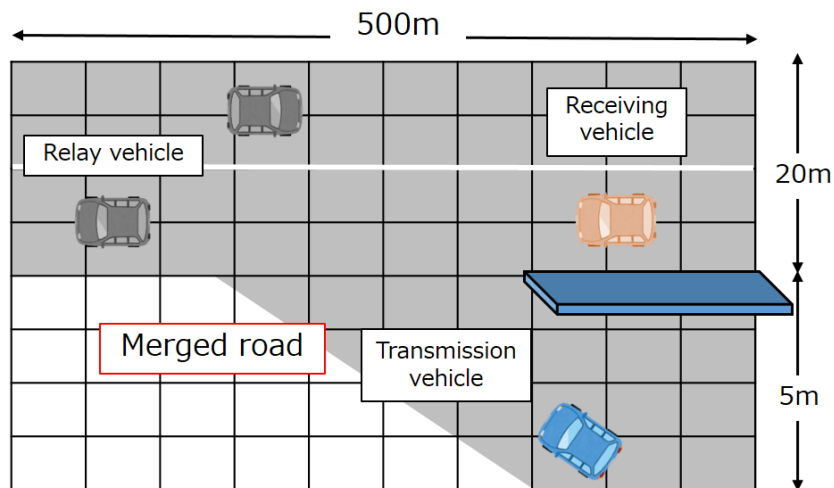 500m
Receiving
vehicle
Relay vehicle
20m
Merged road
Transmission
vehicle
5m